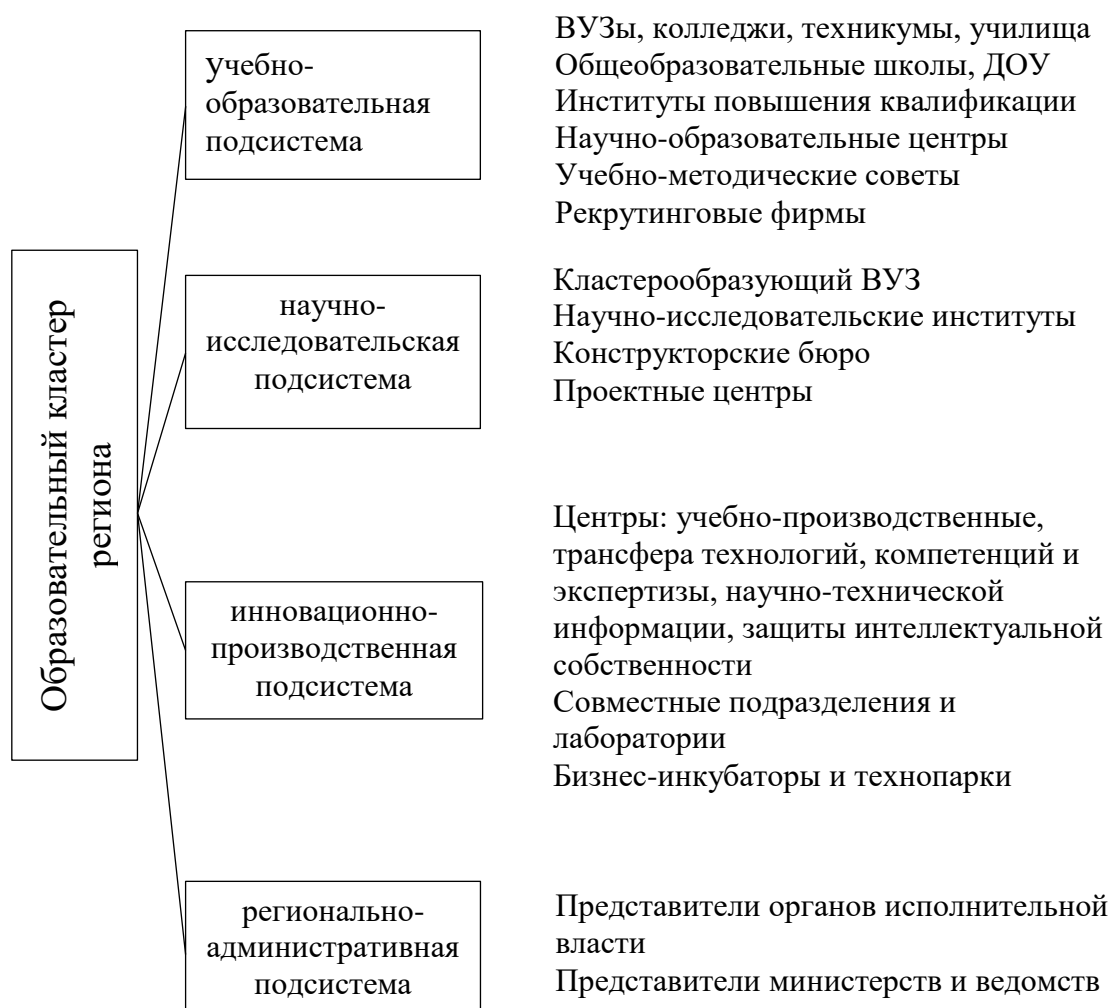 Образовательный кластер
региона
учебно-
образовательная
подсистема
ВУЗы, колледжи, техникумы, училища
Общеобразовательные школы, ДОУ
Институты повышения квалификации
Научно-образовательные центры
Учебно-методические советы
Рекрутинговые фирмы
научно-
исследовательская
подсистема
Кластерообразующий ВУЗ
Научно-исследовательские институты
Конструкторские бюро
Проектные центры
инновационно-
производственная
подсистема
Центры: учебно-производственные,
трансфера технологий, компетенций и
экспертизы, научно-технической
информации, защиты интеллектуальной
собственности
Совместные подразделения и
лаборатории
Бизнес-инкубаторы и технопарки
регионально-
административная
подсистема
Представители органов исполнительной
власти
Представители министерств и ведомств